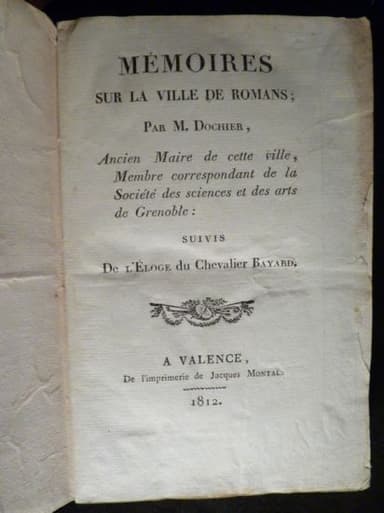 MÉMOIRES
SUR LA VILLE DE ROMANS;
PAR M. DOCHIER,
Ancien Maire de cette ville,
Membre correspondant de la
Société des sciences et des arts
de Grenoble:
SUIVIS
DE L'ÉLOGE du Chevalier BAYARD.
A VALENCE,
De l'imprimerie de Jacques MONTAL.
1812.